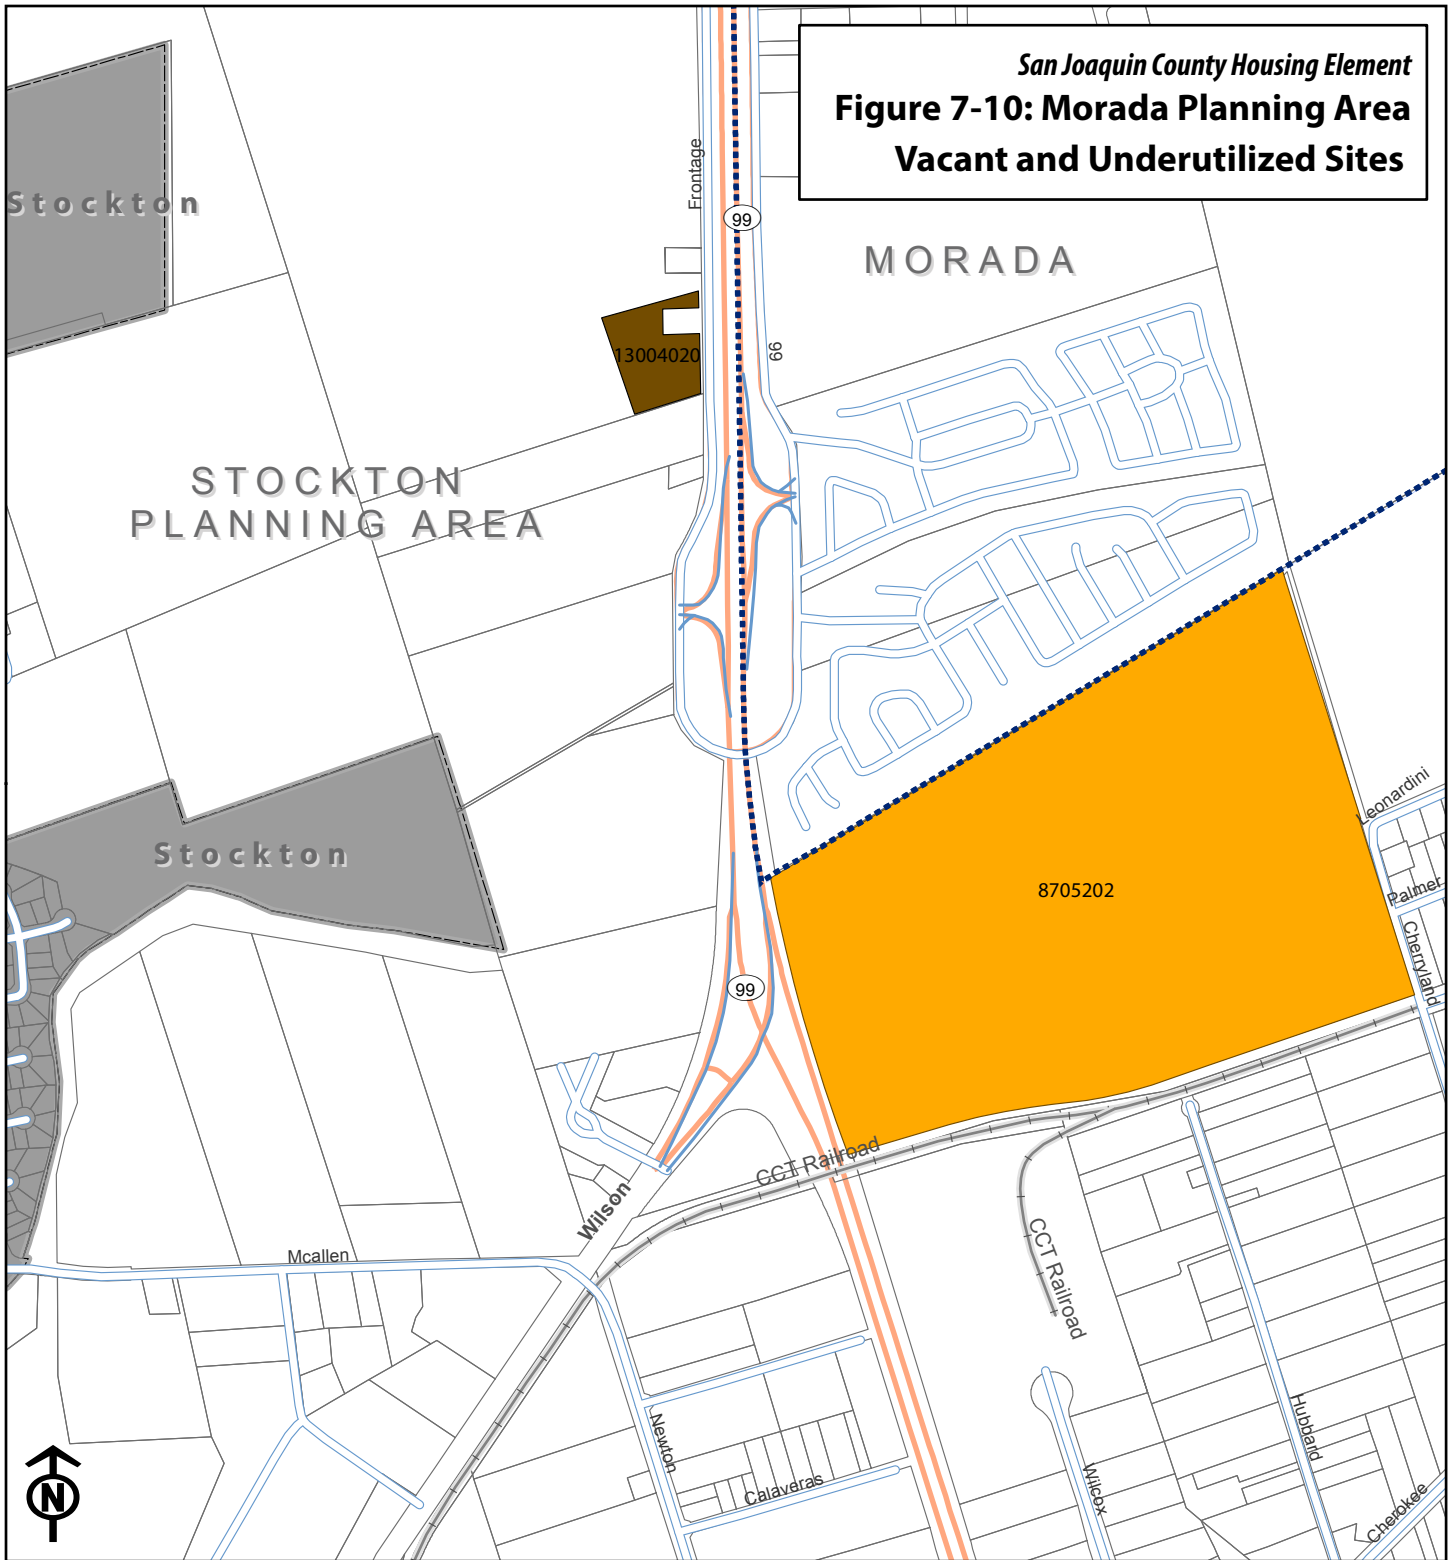 San Joaquin County Housing Element
Figure 7-10: Morada Planning Area
Vacant and Underutilized Sites
Stockton
Frontage
99
MORADA
13004020
99
STOCKTON
PLANNING AREA
Leonardini
Stockton
8705202
Palmer
Cherryland
99
CCT Railroad
Wilson
Mcallen
CCT Railroad
Newton
Hubbard
Calaveras
Wilcox
Cherokee
N